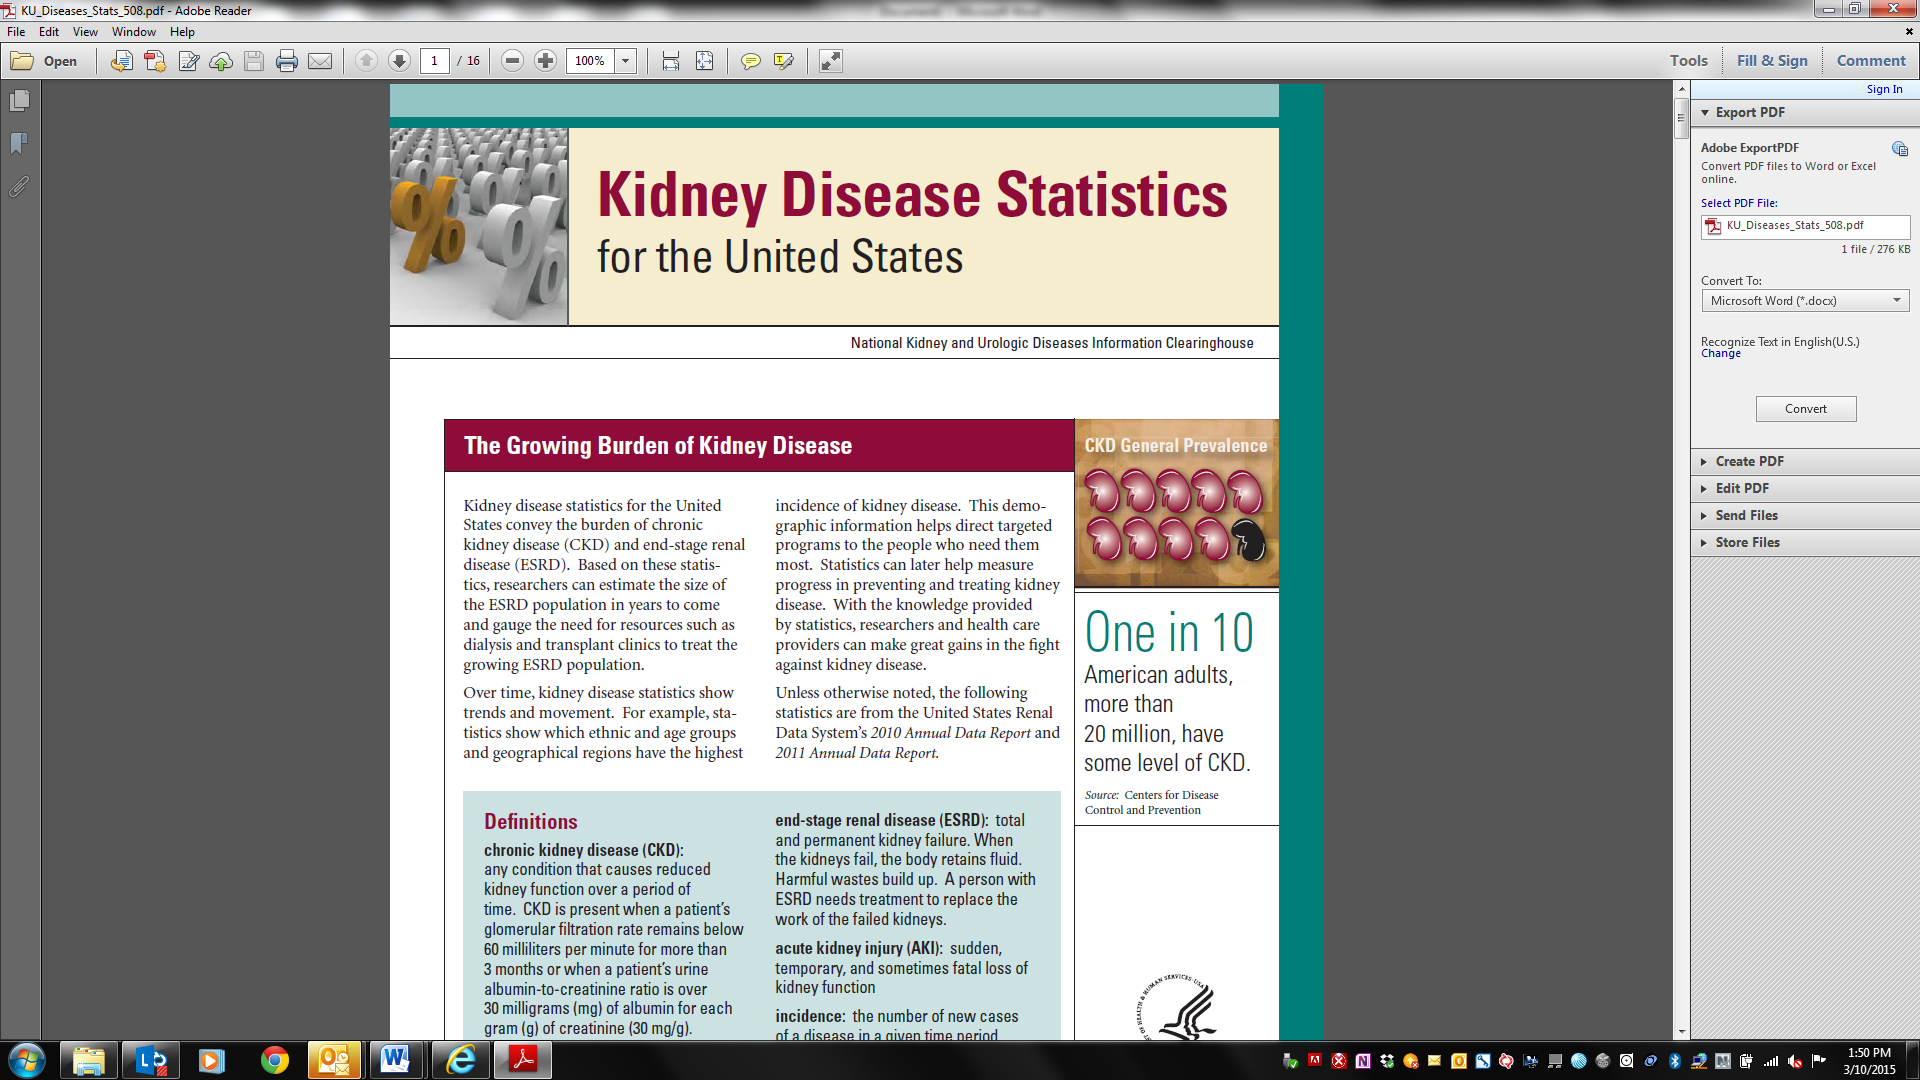 KU_Diseases_Stats_508.pdf - Adobe Reader
File Edit View Window Help
Open
1 / 16
100%
Tools Fill & Sign Comment
Kidney Disease Statistics
for the United States
National Kidney and Urologic Diseases Information Clearinghouse
The Growing Burden of Kidney Disease
Kidney disease statistics for the United
States convey the burden of chronic
kidney disease (CKD) and end-stage renal
disease (ESRD). Based on these statis-
tics, researchers can estimate the size of
the ESRD population in years to come
and gauge the need for resources such as
dialysis and transplant clinics to treat the
growing ESRD population.
Over time, kidney disease statistics show
trends and movement. For example, sta-
tistics show which ethnic and age groups
and geographical regions have the highest
incidence of kidney disease. This demo-
graphic information helps direct targeted
programs to the people who need them
most. Statistics can later help measure
progress in preventing and treating kidney
disease. With the knowledge provided
by statistics, researchers and health care
providers can make great gains in the fight
against kidney disease.
Unless otherwise noted, the following
statistics are from the United States Renal
Data System's 2010 Annual Data Report and
2011 Annual Data Report.
CKD General Prevalence
One in 10
American adults,
more than
20 million, have
some level of CKD.
Source: Centers for Disease
Control and Prevention
Definitions
chronic kidney disease (CKD):
any condition that causes reduced
kidney function over a period of
time. CKD is present when a patient's
glomerular filtration rate remains below
60 milliliters per minute for more than
3 months or when a patient's urine
albumin-to-creatinine ratio is over
30 milligrams (mg) of albumin for each
gram (g) of creatinine (30 mg/g).
end-stage renal disease (ESRD): total
and permanent kidney failure. When
the kidneys fail, the body retains fluid.
Harmful wastes build up. A person with
ESRD needs treatment to replace the
work of the failed kidneys.
acute kidney injury (AKI): sudden,
temporary, and sometimes fatal loss of
kidney function
incidence: the number of new cases
of a disease in a given time period
OF HEALTH & HUMAN SERVICES·USA
Sign In
Export PDF
Adobe ExportPDF
Convert PDF files to Word or Excel
online.
Select PDF File:
KU_Diseases_Stats_508.pdf
1 file / 276 KB
Convert To:
Microsoft Word (*.docx)
Recognize Text in English(U.S.)
Change
Convert
Create PDF
Edit PDF
Send Files
Store Files
1:50 PM
3/10/2015